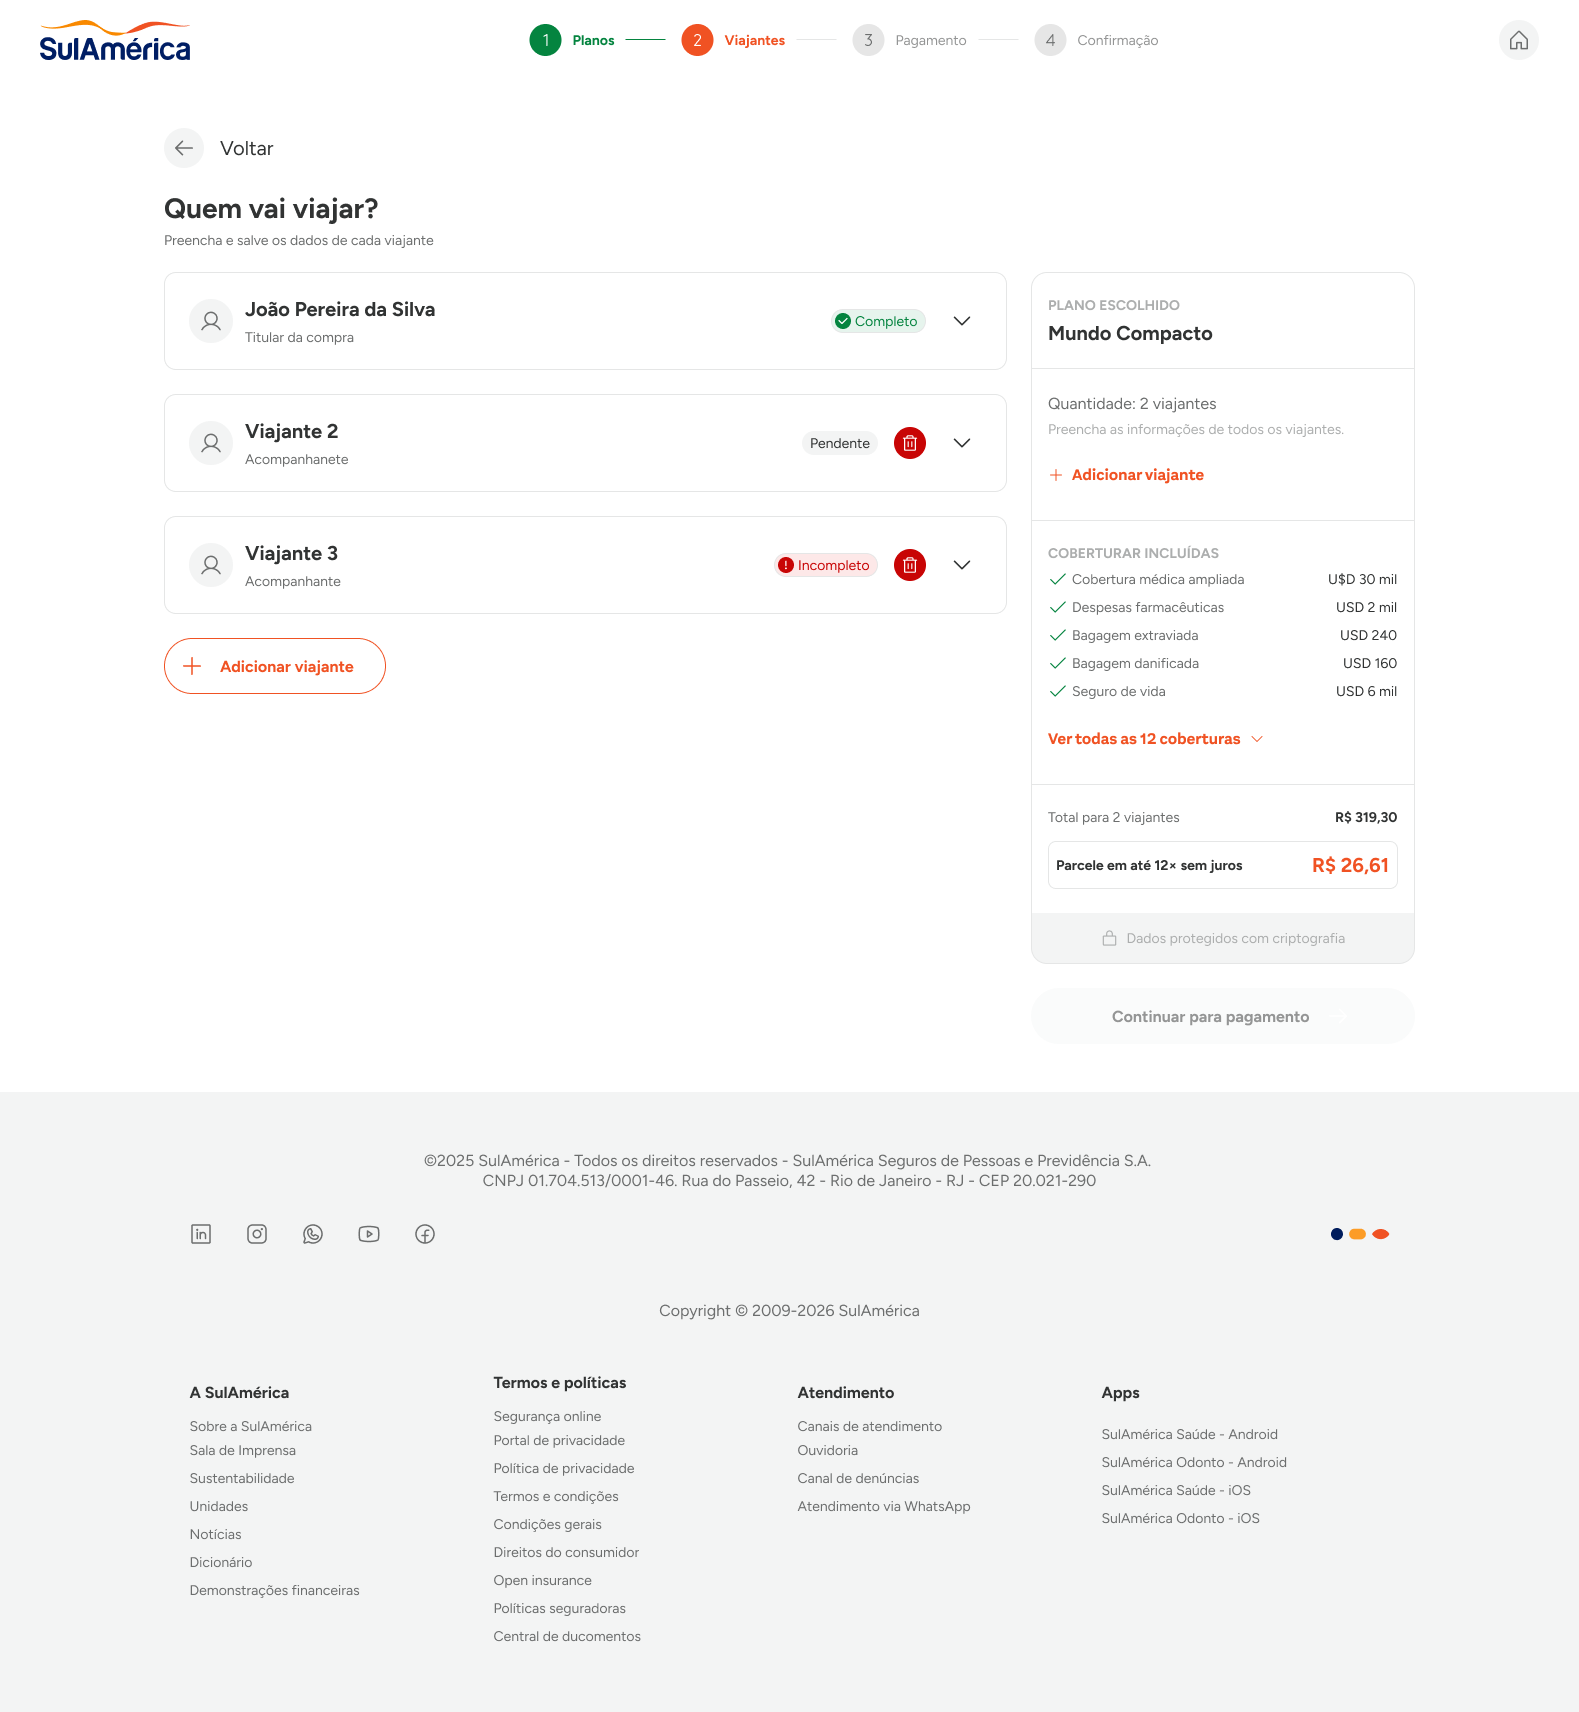 SulAmérica
1 Planos 2 Viajantes 3 Pagamento 4 Confirmação
Voltar
Quem vai viajar?
Preencha e salve os dados de cada viajante
João Pereira da Silva
Titular da compra
Completo
Viajante 2
Acompanhanete
Pendente
Viajante 3
Acompanhante
Incompleto
Adicionar viajante
PLANO ESCOLHIDO
Mundo Compacto
Quantidade: 2 viajantes
Preencha as informações de todos os viajantes.
Adicionar viajante
COBERTURAR INCLUÍDAS
Cobertura médica ampliada U$D 30 mil
Despesas farmacêuticas USD 2 mil
Bagagem extraviada USD 240
Bagagem danificada USD 160
Seguro de vida USD 6 mil
Ver todas as 12 coberturas
Total para 2 viajantes R$ 319,30
Parcele em até 12× sem juros R$ 26,61
Dados protegidos com criptografia
Continuar para pagamento
©2025 SulAmérica - Todos os direitos reservados - SulAmérica Seguros de Pessoas e Previdência S.A.
CNPJ 01.704.513/0001-46. Rua do Passeio, 42 - Rio de Janeiro - RJ - CEP 20.021-290
Copyright © 2009-2026 SulAmérica
A SulAmérica
Sobre a SulAmérica
Sala de Imprensa
Sustentabilidade
Unidades
Notícias
Dicionário
Demonstrações financeiras
Termos e políticas
Segurança online
Portal de privacidade
Política de privacidade
Termos e condições
Condições gerais
Direitos do consumidor
Open insurance
Políticas seguradoras
Central de ducomentos
Atendimento
Canais de atendimento
Ouvidoria
Canal de denúncias
Atendimento via WhatsApp
Apps
SulAmérica Saúde - Android
SulAmérica Odonto - Android
SulAmérica Saúde - iOS
SulAmérica Odonto - iOS